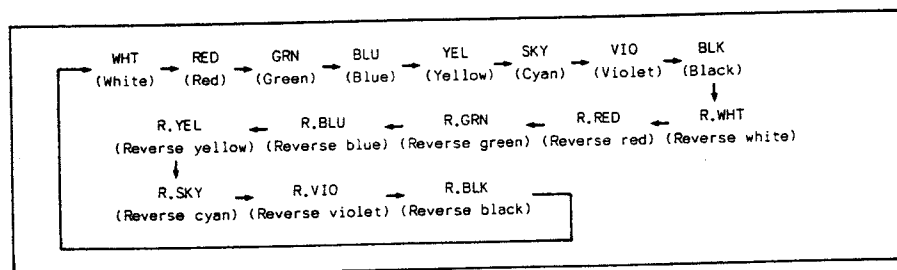 WHT RED GRN BLU YEL SKY VIO BLK
(White) (Red) (Green) (Blue) (Yellow) (Cyan) (Violet) (Black)
R.YEL R.BLU R.GRN R.RED R.WHT
(Reverse yellow) (Reverse blue) (Reverse green) (Reverse red) (Reverse white)
R.SKY R.VIO R.BLK
(Reverse cyan) (Reverse violet) (Reverse black)